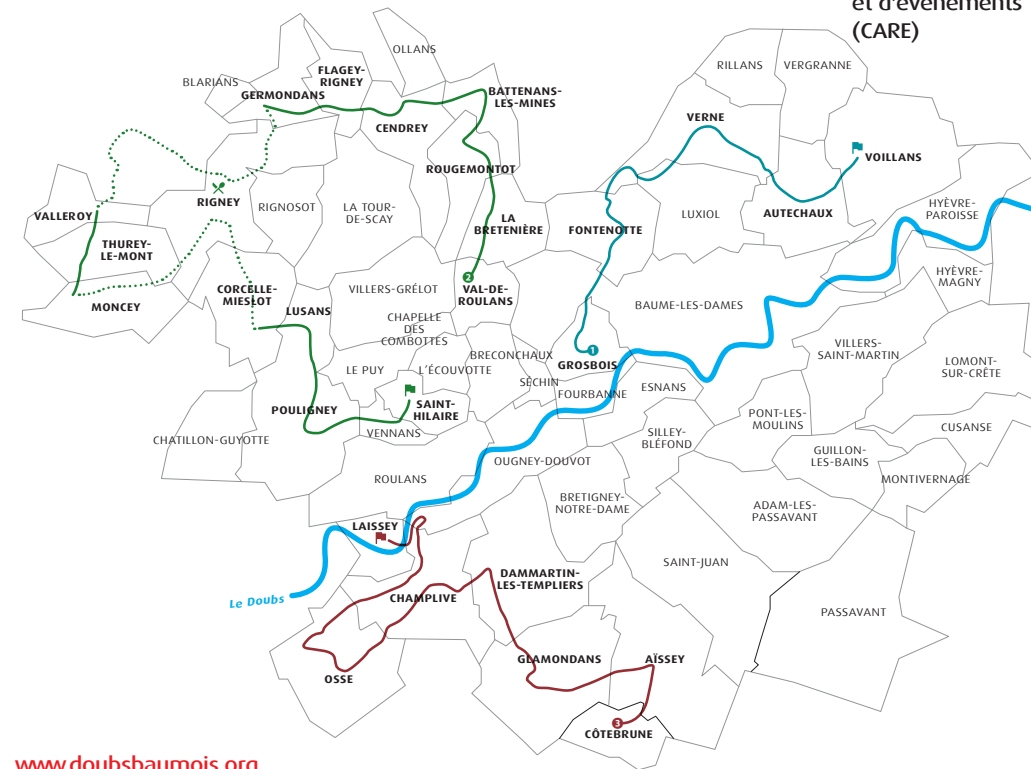 et d'évènements
(CARE)
OLLANS
RILLANS
VERGRANNE
BLARIANS
FLAGEY-
RIGNEY
GERMONDANS
BATTENANS-
LES-MINES
CENDREY
VERNE
VOILLANS
ROUGEMONTOT
RIGNEY
RIGNOSOT
LA TOUR-
DE-SCAY
VALLEROY
LA
BRETENIÈRE
FONTENOTTE
LUXIOL
AUTECHAUX
HYÈVRE-
PAROISSE
THUREY-
LE-MONT
HYÈVRE-
MAGNY
MONCEY
CORCELLE-
MIESLOT
LUSANS
VILLERS-GRÉLOT
2
VAL-DE-
ROULANS
BAUME-LES-DAMES
CHAPELLE
DES
COMBOTTES
VILLERS-
SAINT-MARTIN
LOMONT-
SUR-CRÊTE
LE PUY
L'ÉCOUVOTTE
BRECONCHAUX
1
GROSBOIS
SÉCHIN
FOURBANNE
ESNANS
POULIGNEY
SAINT-
HILAIRE
PONT-LES-
MOULINS
CUSANSE
CHATILLON-GUYOTTE
VENNANS
SILLEY-
BLÉFOND
GUILLON-
LES-BAINS
MONTIVERNAGE
ROULANS
OUGNEY-DOUVOT
BRETIGNEY-
NOTRE-DAME
ADAM-LES-
PASSAVANT
LAISSEY
SAINT-JUAN
DAMMARTIN-
LES-TEMPLIERS
Le Doubs
CHAMPLIVE
PASSAVANT
OSSE
GLAMONDANS
AÏSSEY
3
CÔTEBRUNE
www.doubsbaumois.org